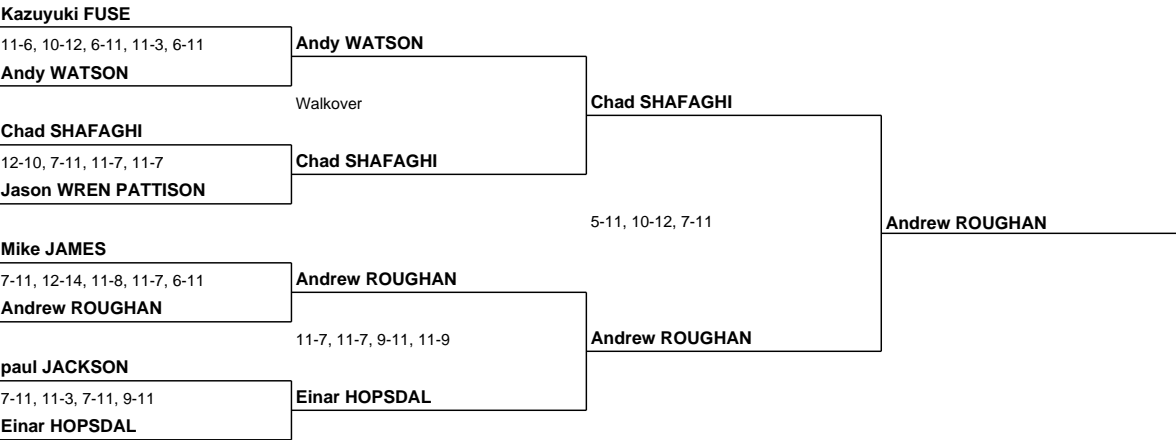 Kazuyuki FUSE
11-6, 10-12, 6-11, 11-3, 6-11
Andy WATSON
Andy WATSON
Walkover
Chad SHAFAGHI
Chad SHAFAGHI
12-10, 7-11, 11-7, 11-7
Chad SHAFAGHI
Jason WREN PATTISON
5-11, 10-12, 7-11
Andrew ROUGHAN
Mike JAMES
7-11, 12-14, 11-8, 11-7, 6-11
Andrew ROUGHAN
Andrew ROUGHAN
11-7, 11-7, 9-11, 11-9
Andrew ROUGHAN
paul JACKSON
7-11, 11-3, 7-11, 9-11
Einar HOPSDAL
Einar HOPSDAL